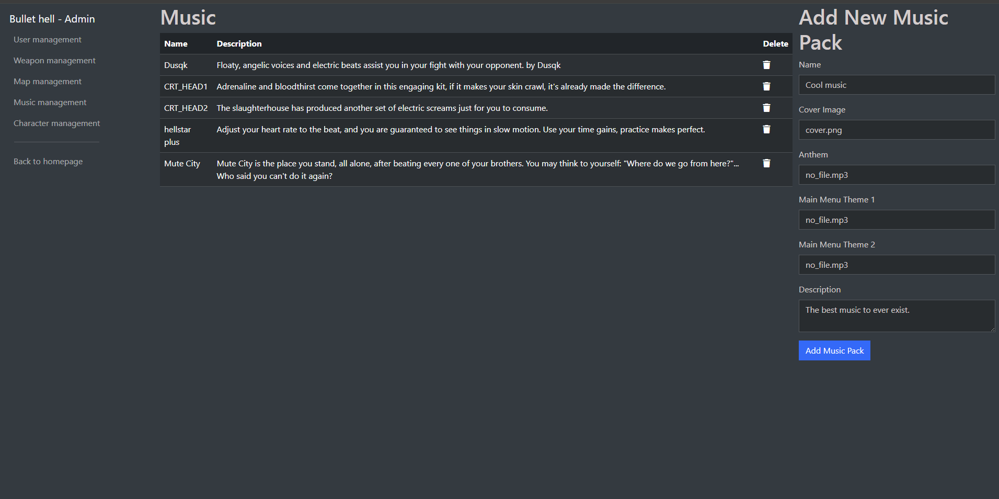 Bullet hell - Admin
User management
Weapon management
Map management
Music management
Character management
Back to homepage
Music
Name Description Delete
Dusqk Floaty, angelic voices and electric beats assist you in your fight with your opponent. by Dusqk
CRT_HEAD1 Adrenaline and bloodthirst come together in this engaging kit, if it makes your skin crawl, it's already made the difference.
CRT_HEAD2 The slaughterhouse has produced another set of electric screams just for you to consume.
hellstar Adjust your heart rate to the beat, and you are guaranteed to see things in slow motion. Use your time gains, practice makes perfect.
plus
Mute City Mute City is the place you stand, all alone, after beating every one of your brothers. You may think to yourself: "Where do we go from here?"...
Who said you can't do it again?
Add New Music
Pack
Name
Cool music
Cover Image
cover.png
Anthem
no_file.mp3
Main Menu Theme 1
no_file.mp3
Main Menu Theme 2
no_file.mp3
Description
The best music to ever exist.
Add Music Pack